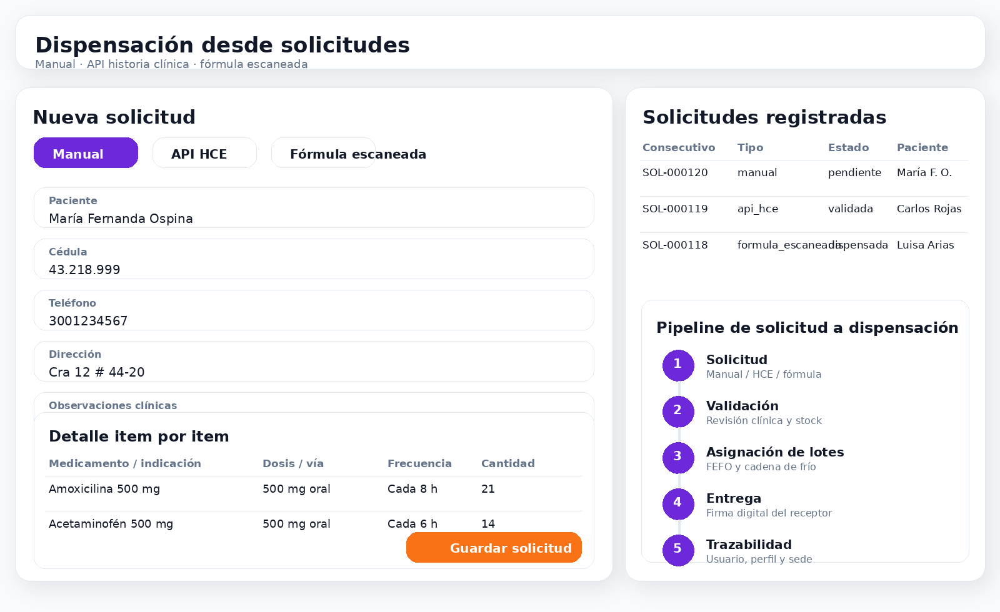 Dispensación desde solicitudes
Manual · API historia clínica · fórmula escaneada
Nueva solicitud
Manual
API HCE
Fórmula escaneada
Paciente
María Fernanda Ospina
Cédula
43.218.999
Teléfono
3001234567
Dirección
Cra 12 # 44-20
Observaciones clínicas
Detalle item por item
Medicamento / indicación Dosis / vía Frecuencia Cantidad
Amoxicilina 500 mg 500 mg oral Cada 8 h 21
Acetaminofén 500 mg 500 mg oral Cada 6 h 14
Guardar solicitud
Solicitudes registradas
Consecutivo Tipo Estado Paciente
SOL-000120 manual pendiente María F. O.
SOL-000119 api_hce validada Carlos Rojas
SOL-000118 formula_escaneada dispensada Luisa Arias
Pipeline de solicitud a dispensación
1 Solicitud
Manual / HCE / fórmula
2 Validación
Revisión clínica y stock
3 Asignación de lotes
FEFO y cadena de frío
4 Entrega
Firma digital del receptor
5 Trazabilidad
Usuario, perfil y sede